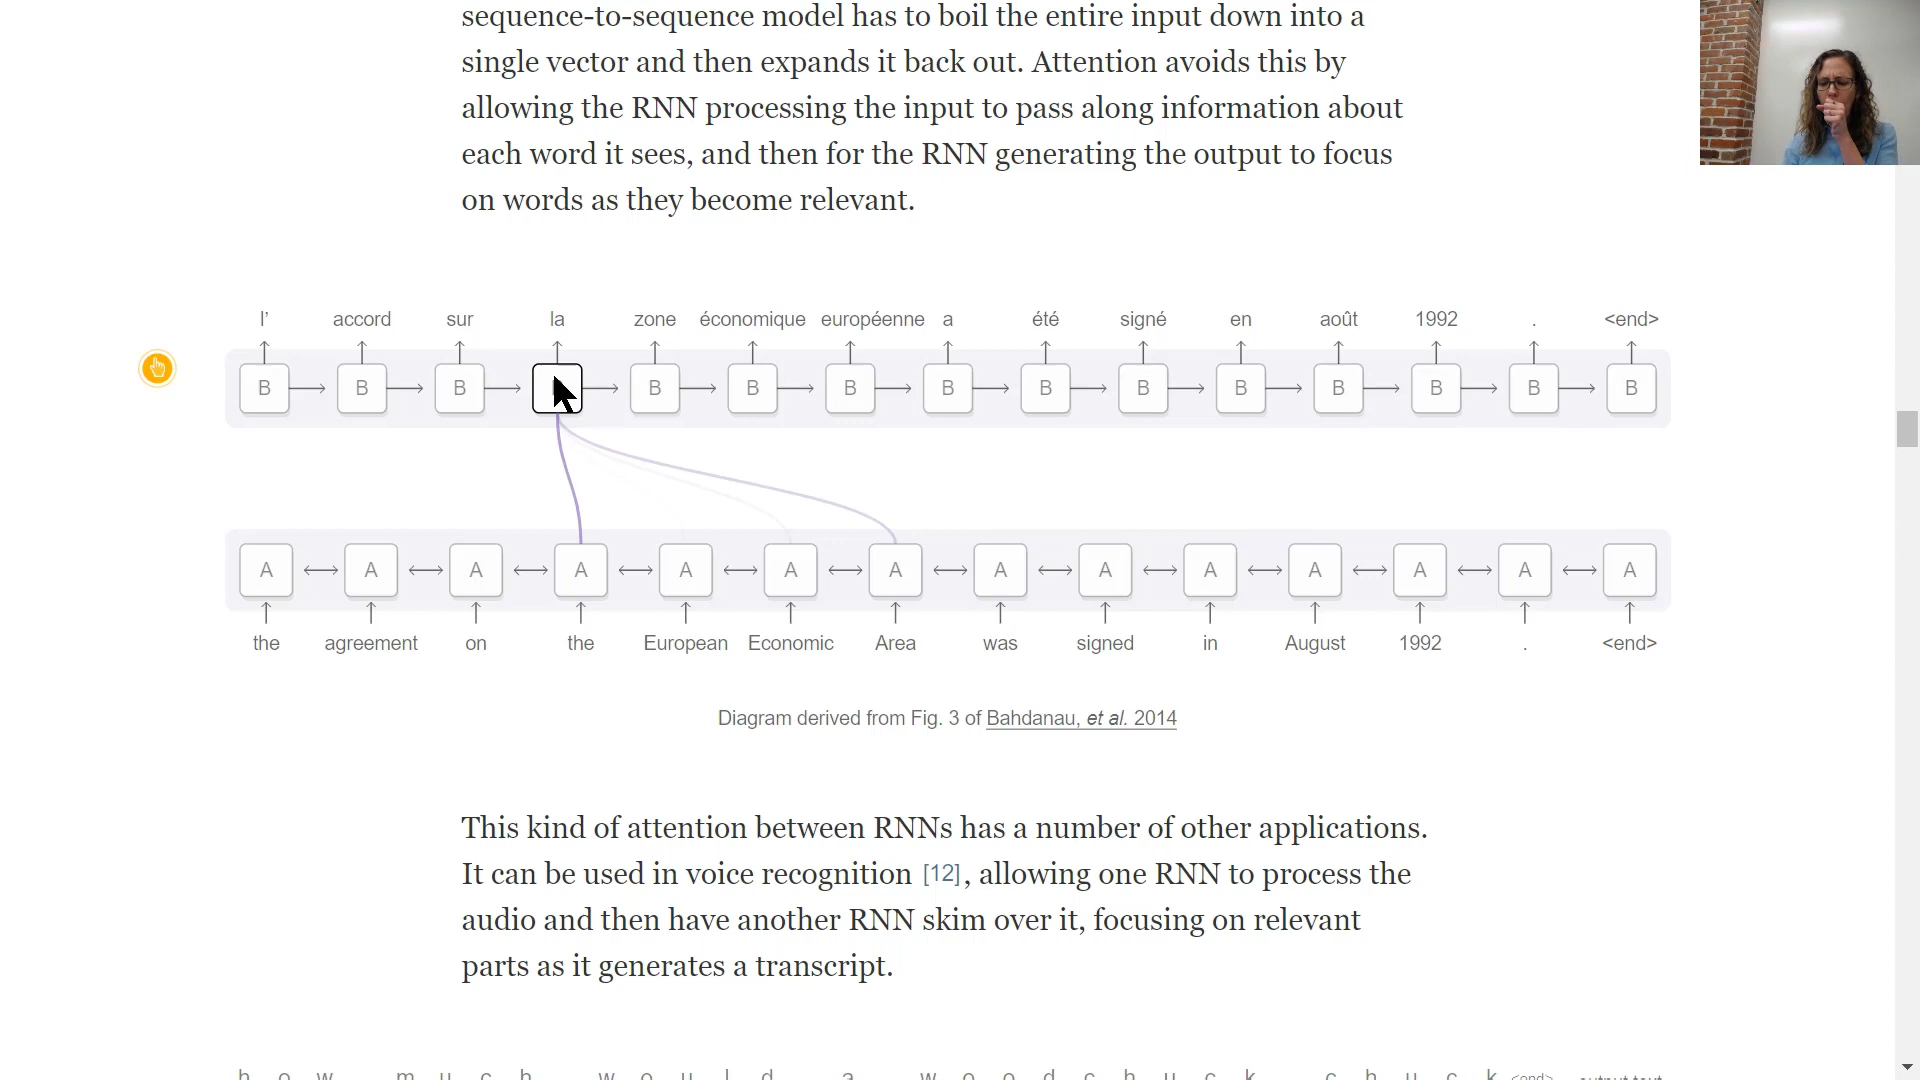 sequence-to-sequence model has to boil the entire input down into a
single vector and then expands it back out. Attention avoids this by
allowing the RNN processing the input to pass along information about
each word it sees, and then for the RNN generating the output to focus
on words as they become relevant.
l' accord sur la zone économique européenne a été signé en août 1992 . <end>
B B B B B B B B B B B B B B
A A A A A A A A A A A A A A
the agreement on the European Economic Area was signed in August 1992 . <end>
Diagram derived from Fig. 3 of Bahdanau, et al. 2014
This kind of attention between RNNs has a number of other applications.
It can be used in voice recognition [12], allowing one RNN to process the
audio and then have another RNN skim over it, focusing on relevant
parts as it generates a transcript.
h o w m u c h w o u l d a w o o d c h u c k c h u c k <end> output text